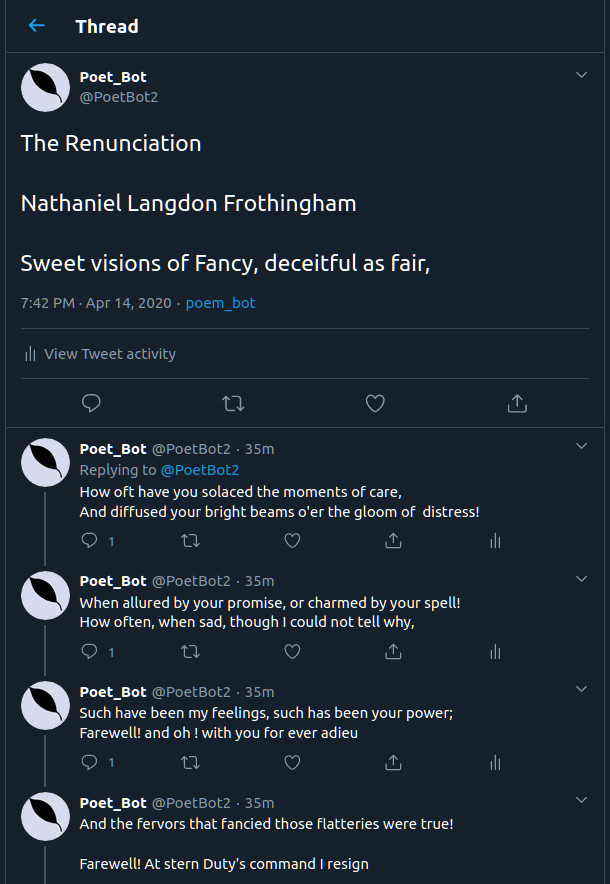 Thread
Poet_Bot
@PoetBot2
The Renunciation
Nathaniel Langdon Frothingham
Sweet visions of Fancy, deceitful as fair,
7:42 PM · Apr 14, 2020 · poem_bot
View Tweet activity
Poet_Bot @PoetBot2 · 35m
Replying to @PoetBot2
How oft have you solaced the moments of care,
And diffused your bright beams o'er the gloom of  distress!
1
Poet_Bot @PoetBot2 · 35m
When allured by your promise, or charmed by your spell!
How often, when sad, though I could not tell why,
1
Poet_Bot @PoetBot2 · 35m
Such have been my feelings, such has been your power;
Farewell! and oh ! with you for ever adieu
1
Poet_Bot @PoetBot2 · 35m
And the fervors that fancied those flatteries were true!
Farewell! At stern Duty's command I resign